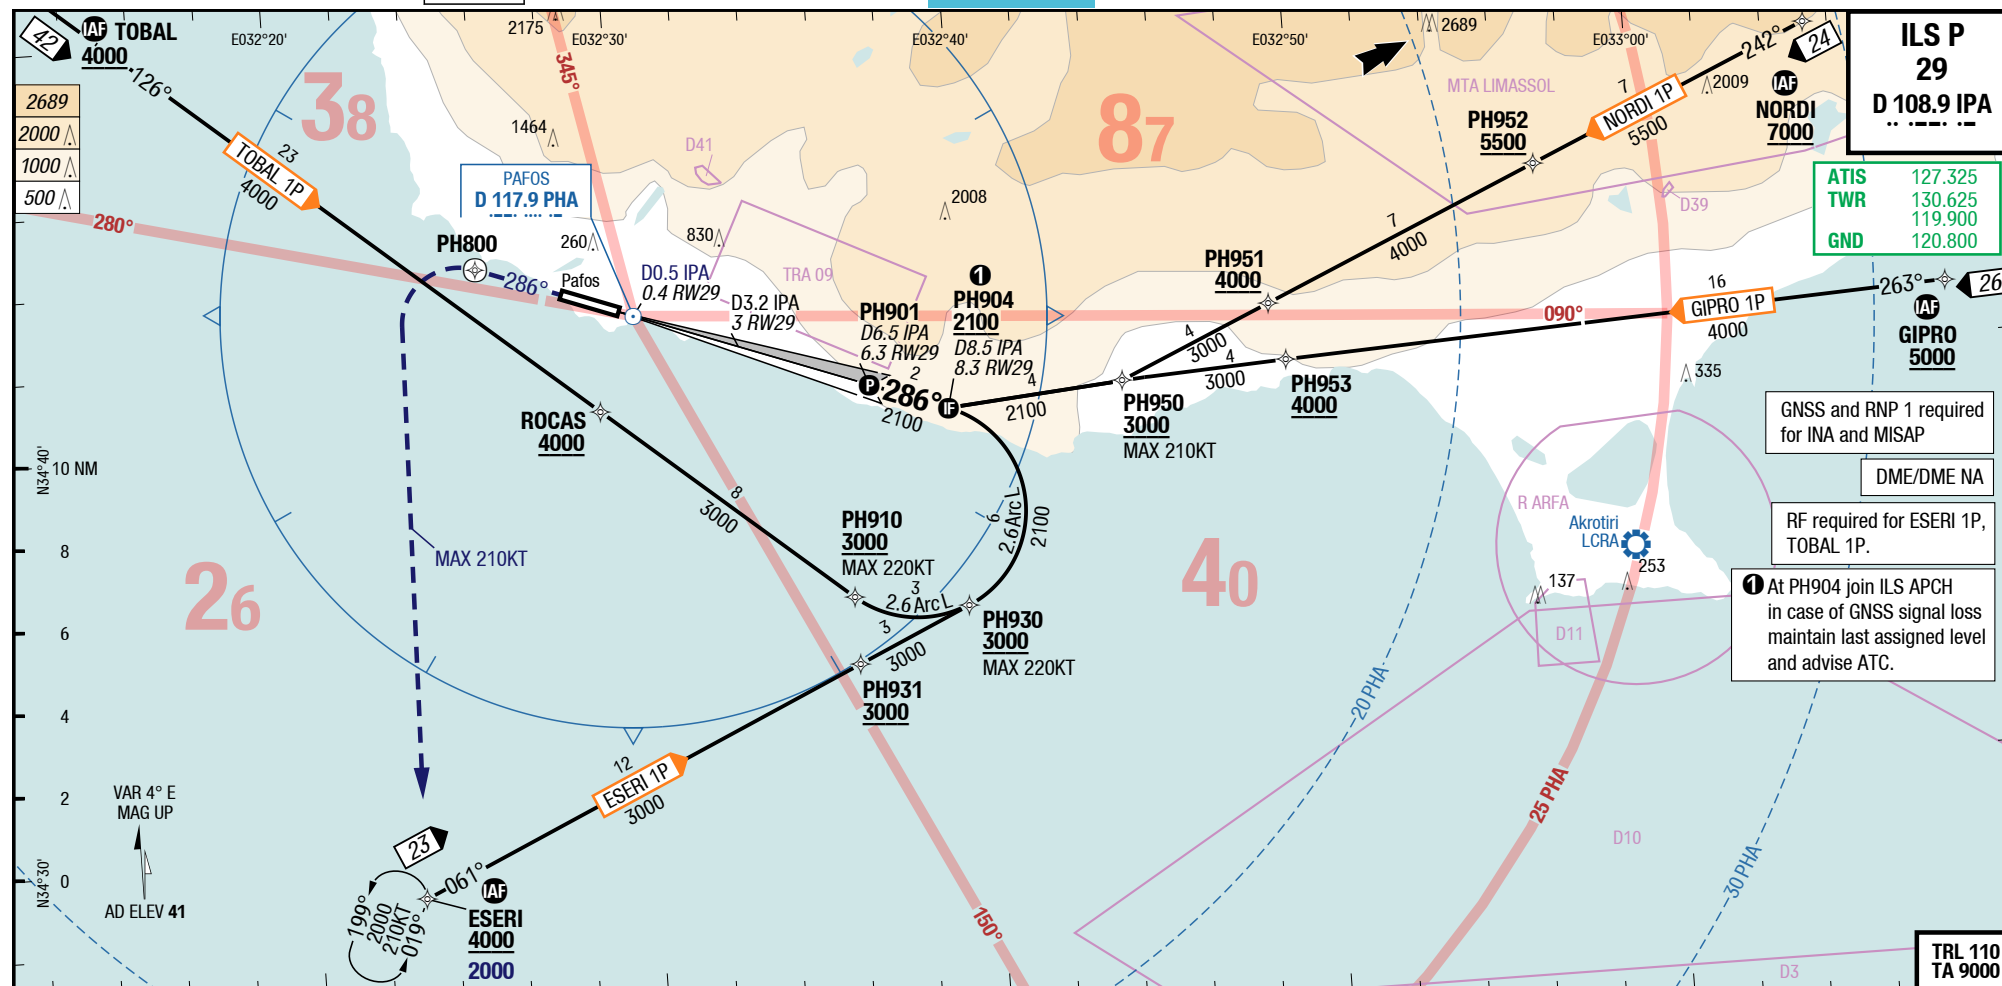 42
IAF TOBAL
4000
126°
E032°20'
E032°30'
E032°40'
E032°50'
E033°00'
2175
345°
2689
242°
24
IAF
NORDI
7000
ILS P
29
D 108.9 IPA
ATIS 127.325
TWR 130.625
119.900
GND 120.800
2689
2000
1000
500
38
87
26
40
23
TOBAL 1P
4000
1464
D41
MTA LIMASSOL
2009
7
NORDI 1P
5500
PH952
5500
PAFOS
D 117.9 PHA
2008
D39
280°
PH800
260
830
TRA 09
286°
Pafos
D0.5 IPA
0.4 RW29
D3.2 IPA
3 RW29
PH901
D6.5 IPA
6.3 RW29
1
PH904
2100
D8.5 IPA
8.3 RW29
PH951
4000
7
4000
090°
16
GIPRO 1P
4000
263°
26
IAF
GIPRO
5000
P
286°
IF
2
2100
4
2100
4
3000
4
3000
PH950
3000
MAX 210KT
PH953
4000
335
GNSS and RNP 1 required
for INA and MISAP
DME/DME NA
RF required for ESERI 1P,
TOBAL 1P.
1 At PH904 join ILS APCH
in case of GNSS signal loss
maintain last assigned level
and advise ATC.
ROCAS
4000
N34°40'
10 NM
8
6
4
2
0
N34°30'
MAX 210KT
8
3000
PH910
3000
MAX 220KT
3
2.6 Arc L
6
2.6 Arc L
2100
PH930
3000
MAX 220KT
3
3000
PH931
3000
R ARFA
Akrotiri
LCRA
253
137
D11
20 PHA
25 PHA
30 PHA
D10
D3
12
ESERI 1P
3000
VAR 4° E
MAG UP
AD ELEV 41
23
061°
IAF
ESERI
4000
2000
199°
2000
210KT
019°
150°
TRL 110
TA 9000